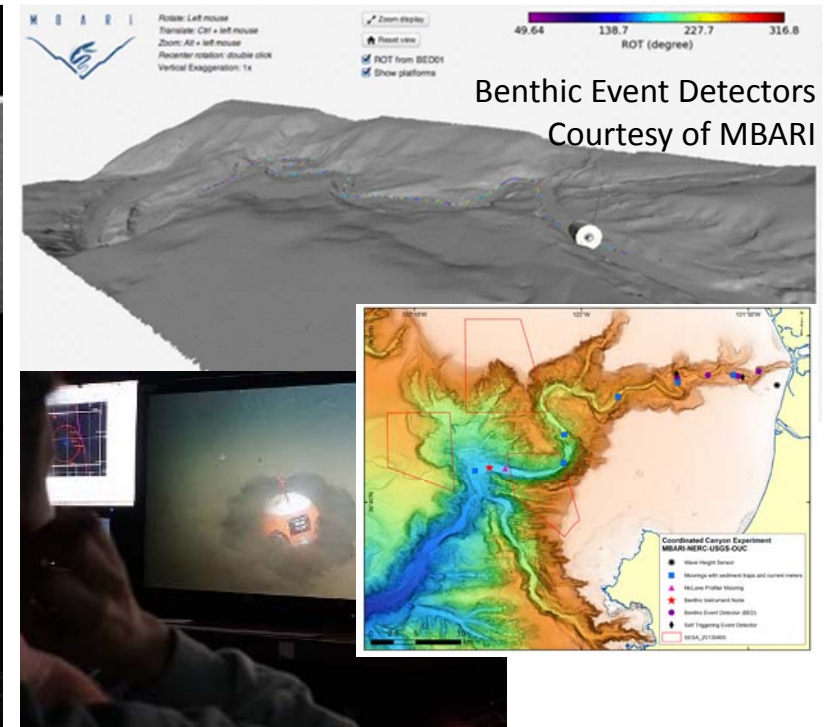 M B A R I
Rotate: Left mouse
Translate: Ctrl + left mouse
Zoom: Alt + left mouse
Recenter rotation: double click
Vertical Exaggeration: 1x
Zoom display
Reset view
ROT from BED01
Show platforms
49.64 138.7 227.7 316.8
ROT (degree)
Benthic Event Detectors
Courtesy of MBARI
122°W
121°50'W
Coordinated Canyon Experiment
MBARI-NERC-USGS-OUC
Wave Height Sensor
Moorings with sediment traps and current meters
McLane Profiler Mooring
Benthic Instrument Node
Benthic Event Detector (BED)
Self Triggering Event Detector